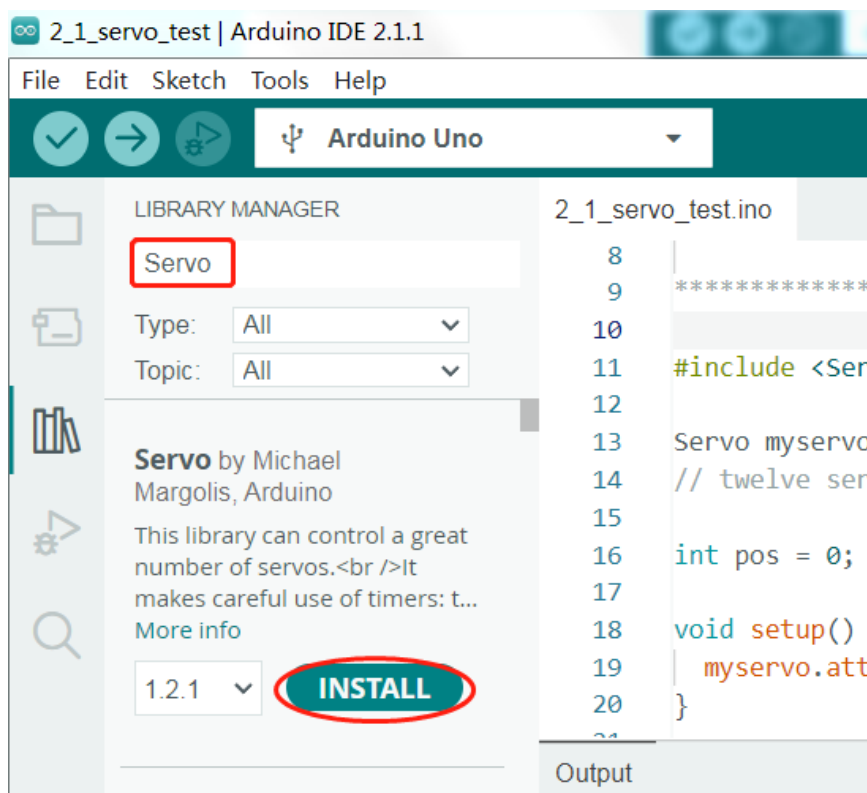 2_1_servo_test | Arduino IDE 2.1.1
File Edit Sketch Tools Help
Arduino Uno
LIBRARY MANAGER
Servo
Type: All
Topic: All
Servo by Michael
Margolis, Arduino
This library can control a great
number of servos.<br />It
makes careful use of timers: t...
More info
1.2.1 INSTALL
2_1_servo_test.ino
8
9 *************
10
11 #include <Ser
12
13 Servo myservo
14 // twelve ser
15
16 int pos = 0;
17
18 void setup()
19 myservo.att
20 }
Output